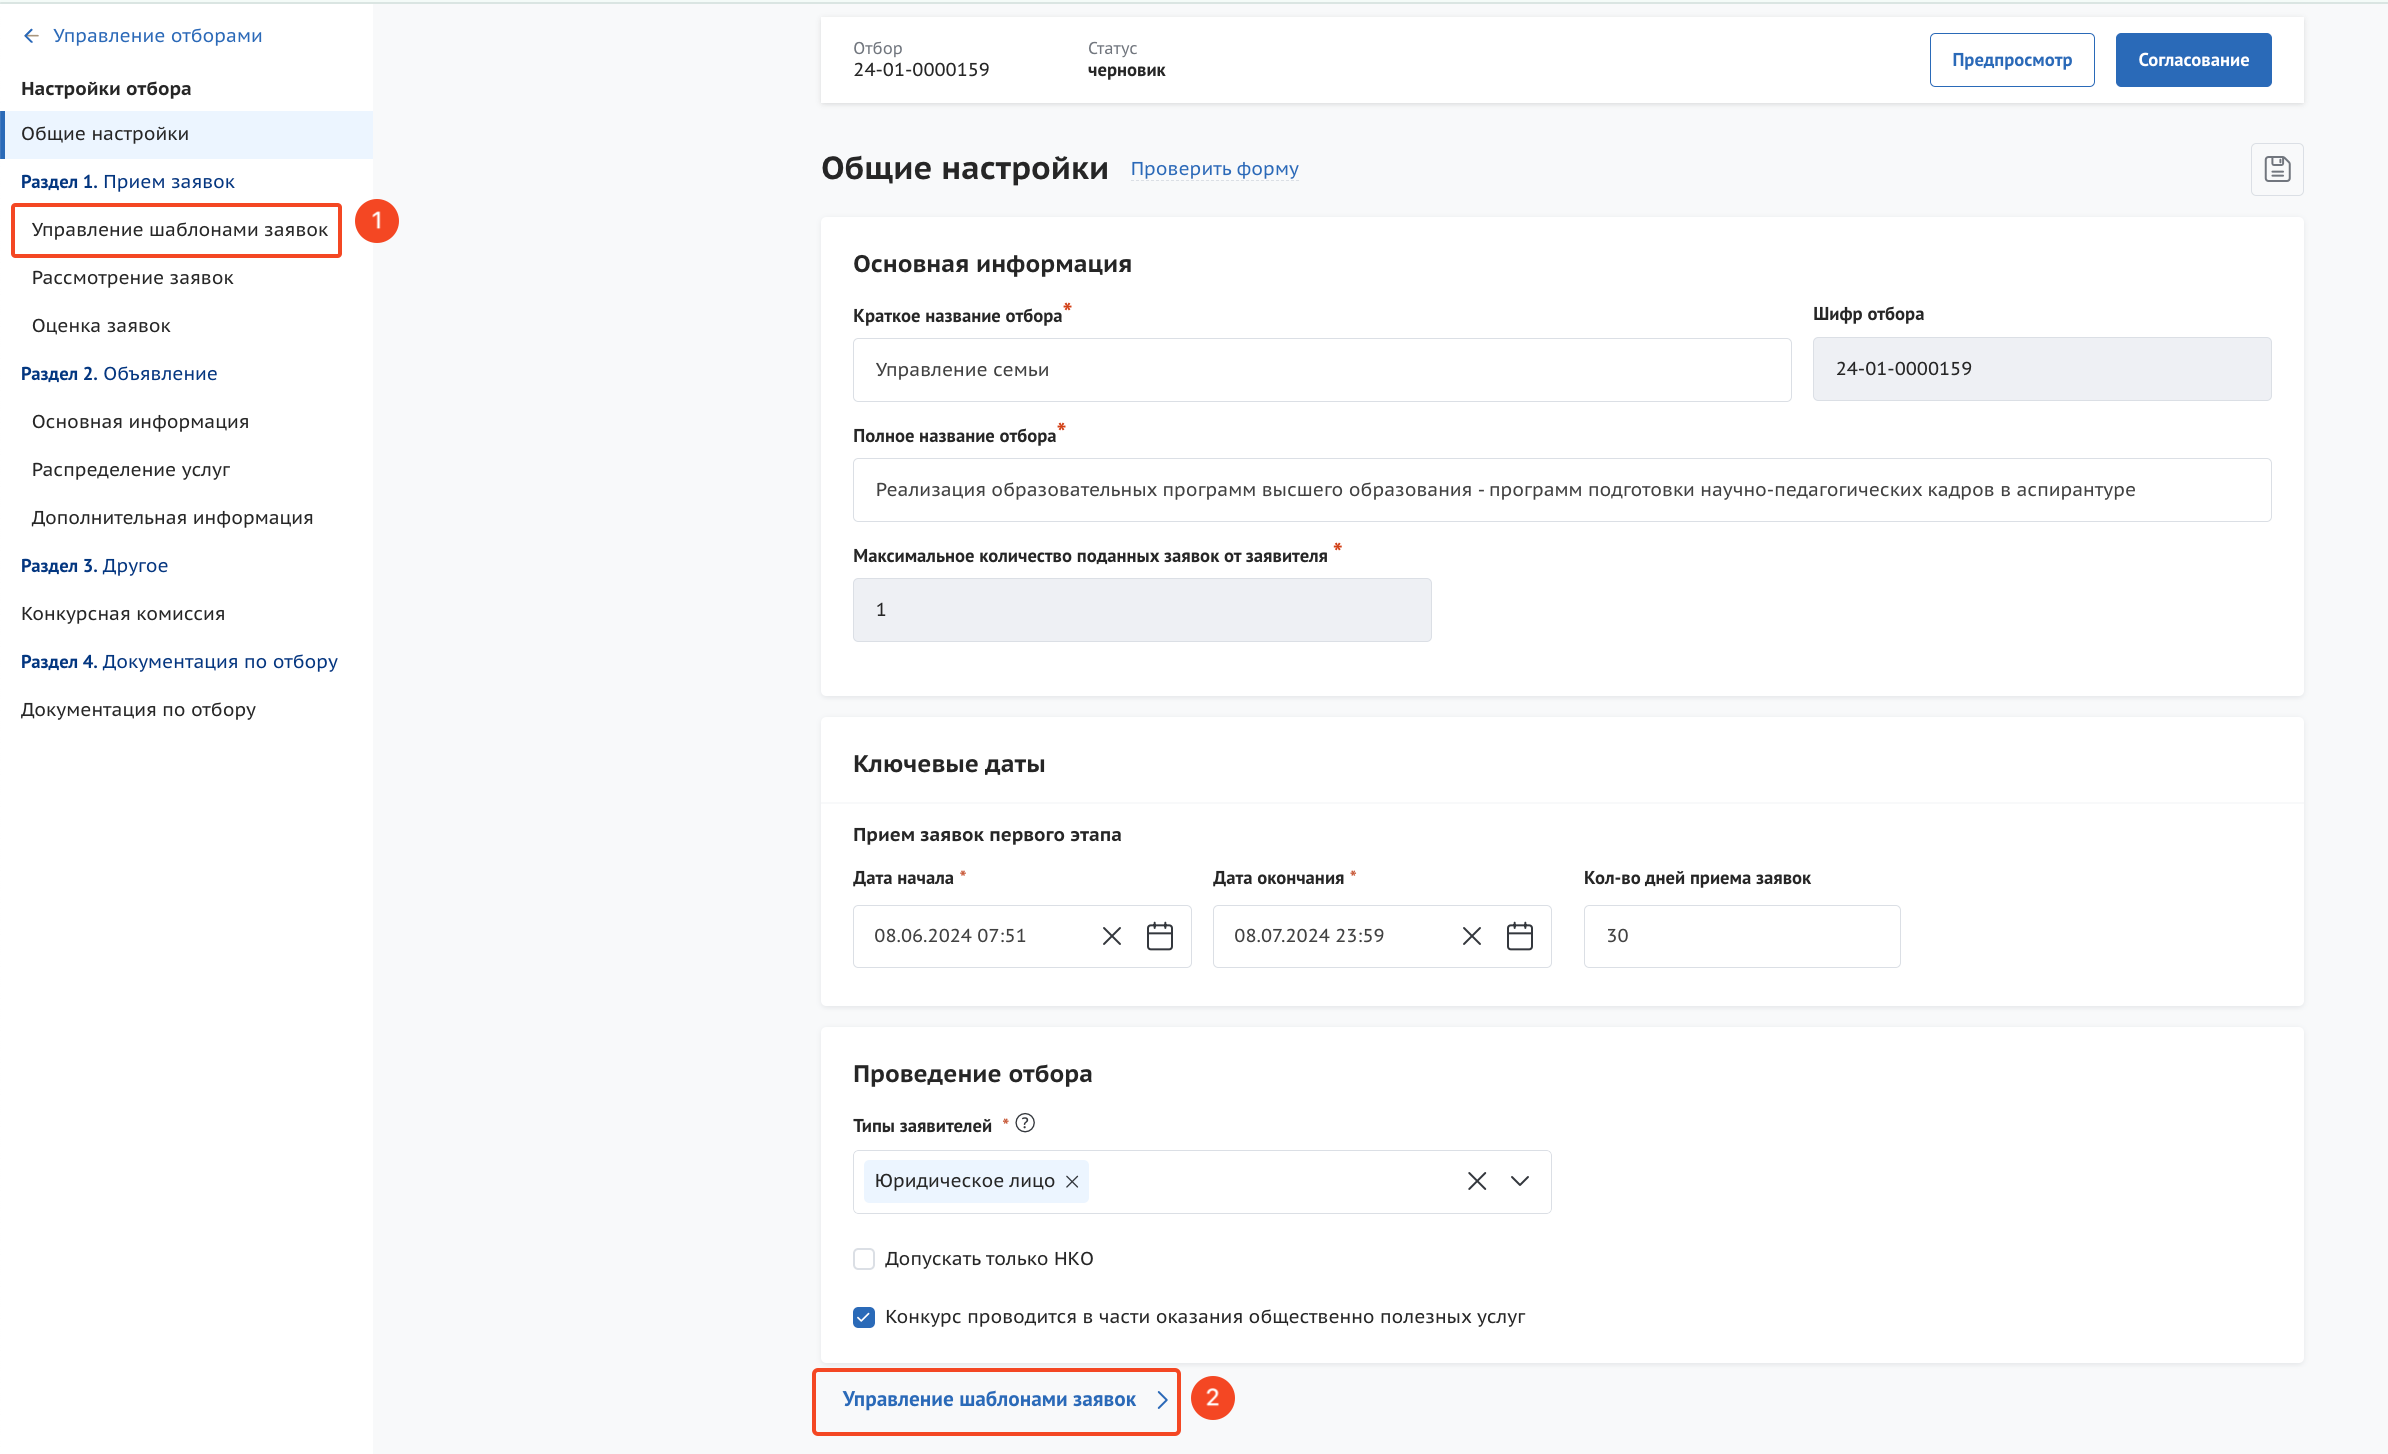 Управление отборами
Настройки отбора
Общие настройки
Раздел 1. Прием заявок
Управление шаблонами заявок
1
Рассмотрение заявок
Оценка заявок
Раздел 2. Объявление
Основная информация
Распределение услуг
Дополнительная информация
Раздел 3. Другое
Конкурсная комиссия
Раздел 4. Документация по отбору
Документация по отбору
Отбор
24-01-0000159
Статус
черновик
Предпросмотр
Согласование
Общие настройки
Проверить форму
Основная информация
Краткое название отбора*
Управление семьи
Шифр отбора
24-01-0000159
Полное название отбора*
Реализация образовательных программ высшего образования - программ подготовки научно-педагогических кадров в аспирантуре
Максимальное количество поданных заявок от заявителя *
1
Ключевые даты
Прием заявок первого этапа
Дата начала *
08.06.2024 07:51
Дата окончания *
08.07.2024 23:59
Кол-во дней приема заявок
30
Проведение отбора
Типы заявителей * ?
Юридическое лицо
Допускать только НКО
Конкурс проводится в части оказания общественно полезных услуг
Управление шаблонами заявок
2